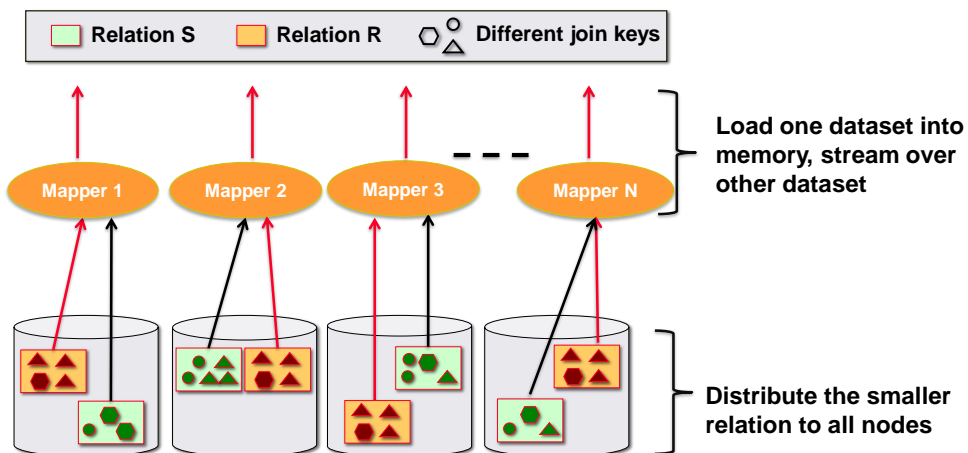 Relation S
Relation R
Different join keys
Load one dataset into
memory, stream over
other dataset
Mapper 1
Mapper 2
Mapper 3
Mapper N
Distribute the smaller
relation to all nodes